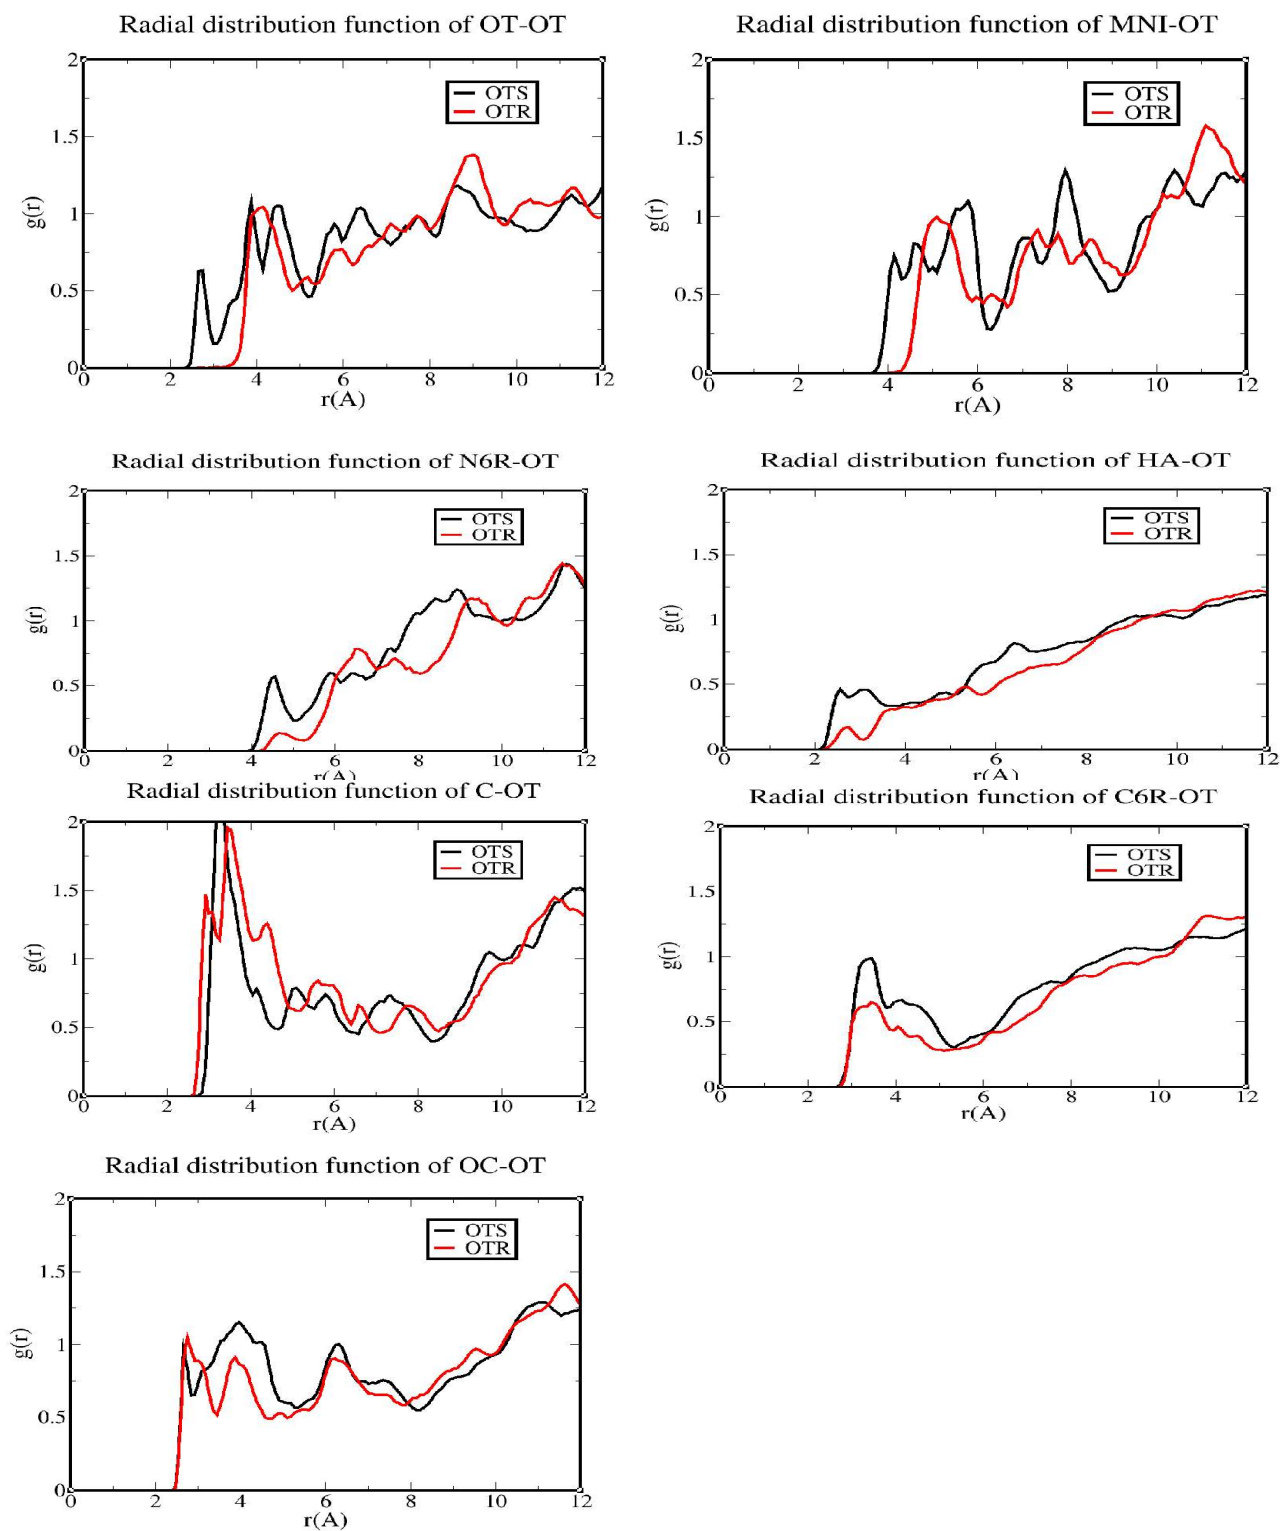 Radial distribution function of OT-OT
2
1.5
1
0.5
0
g(r)
OTS
OTR
0 2 4 6 8 10 12
r(A)
Radial distribution function of MNI-OT
2
1.5
1
0.5
0
g(r)
OTS
OTR
0 2 4 6 8 10 12
r(A)
Radial distribution function of N6R-OT
2
1.5
1
0.5
0
g(r)
OTS
OTR
0 2 4 6 8 10 12
r(A)
Radial distribution function of HA-OT
2
1.5
1
0.5
0
g(r)
OTS
OTR
0 2 4 6 8 10 12
r(A)
Radial distribution function of C-OT
2
1.5
1
0.5
0
g(r)
OTS
OTR
0 2 4 6 8 10 12
r(A)
Radial distribution function of C6R-OT
2
1.5
1
0.5
0
g(r)
OTS
OTR
0 2 4 6 8 10 12
r(A)
Radial distribution function of OC-OT
2
1.5
1
0.5
0
g(r)
OTS
OTR
0 2 4 6 8 10 12
r(A)